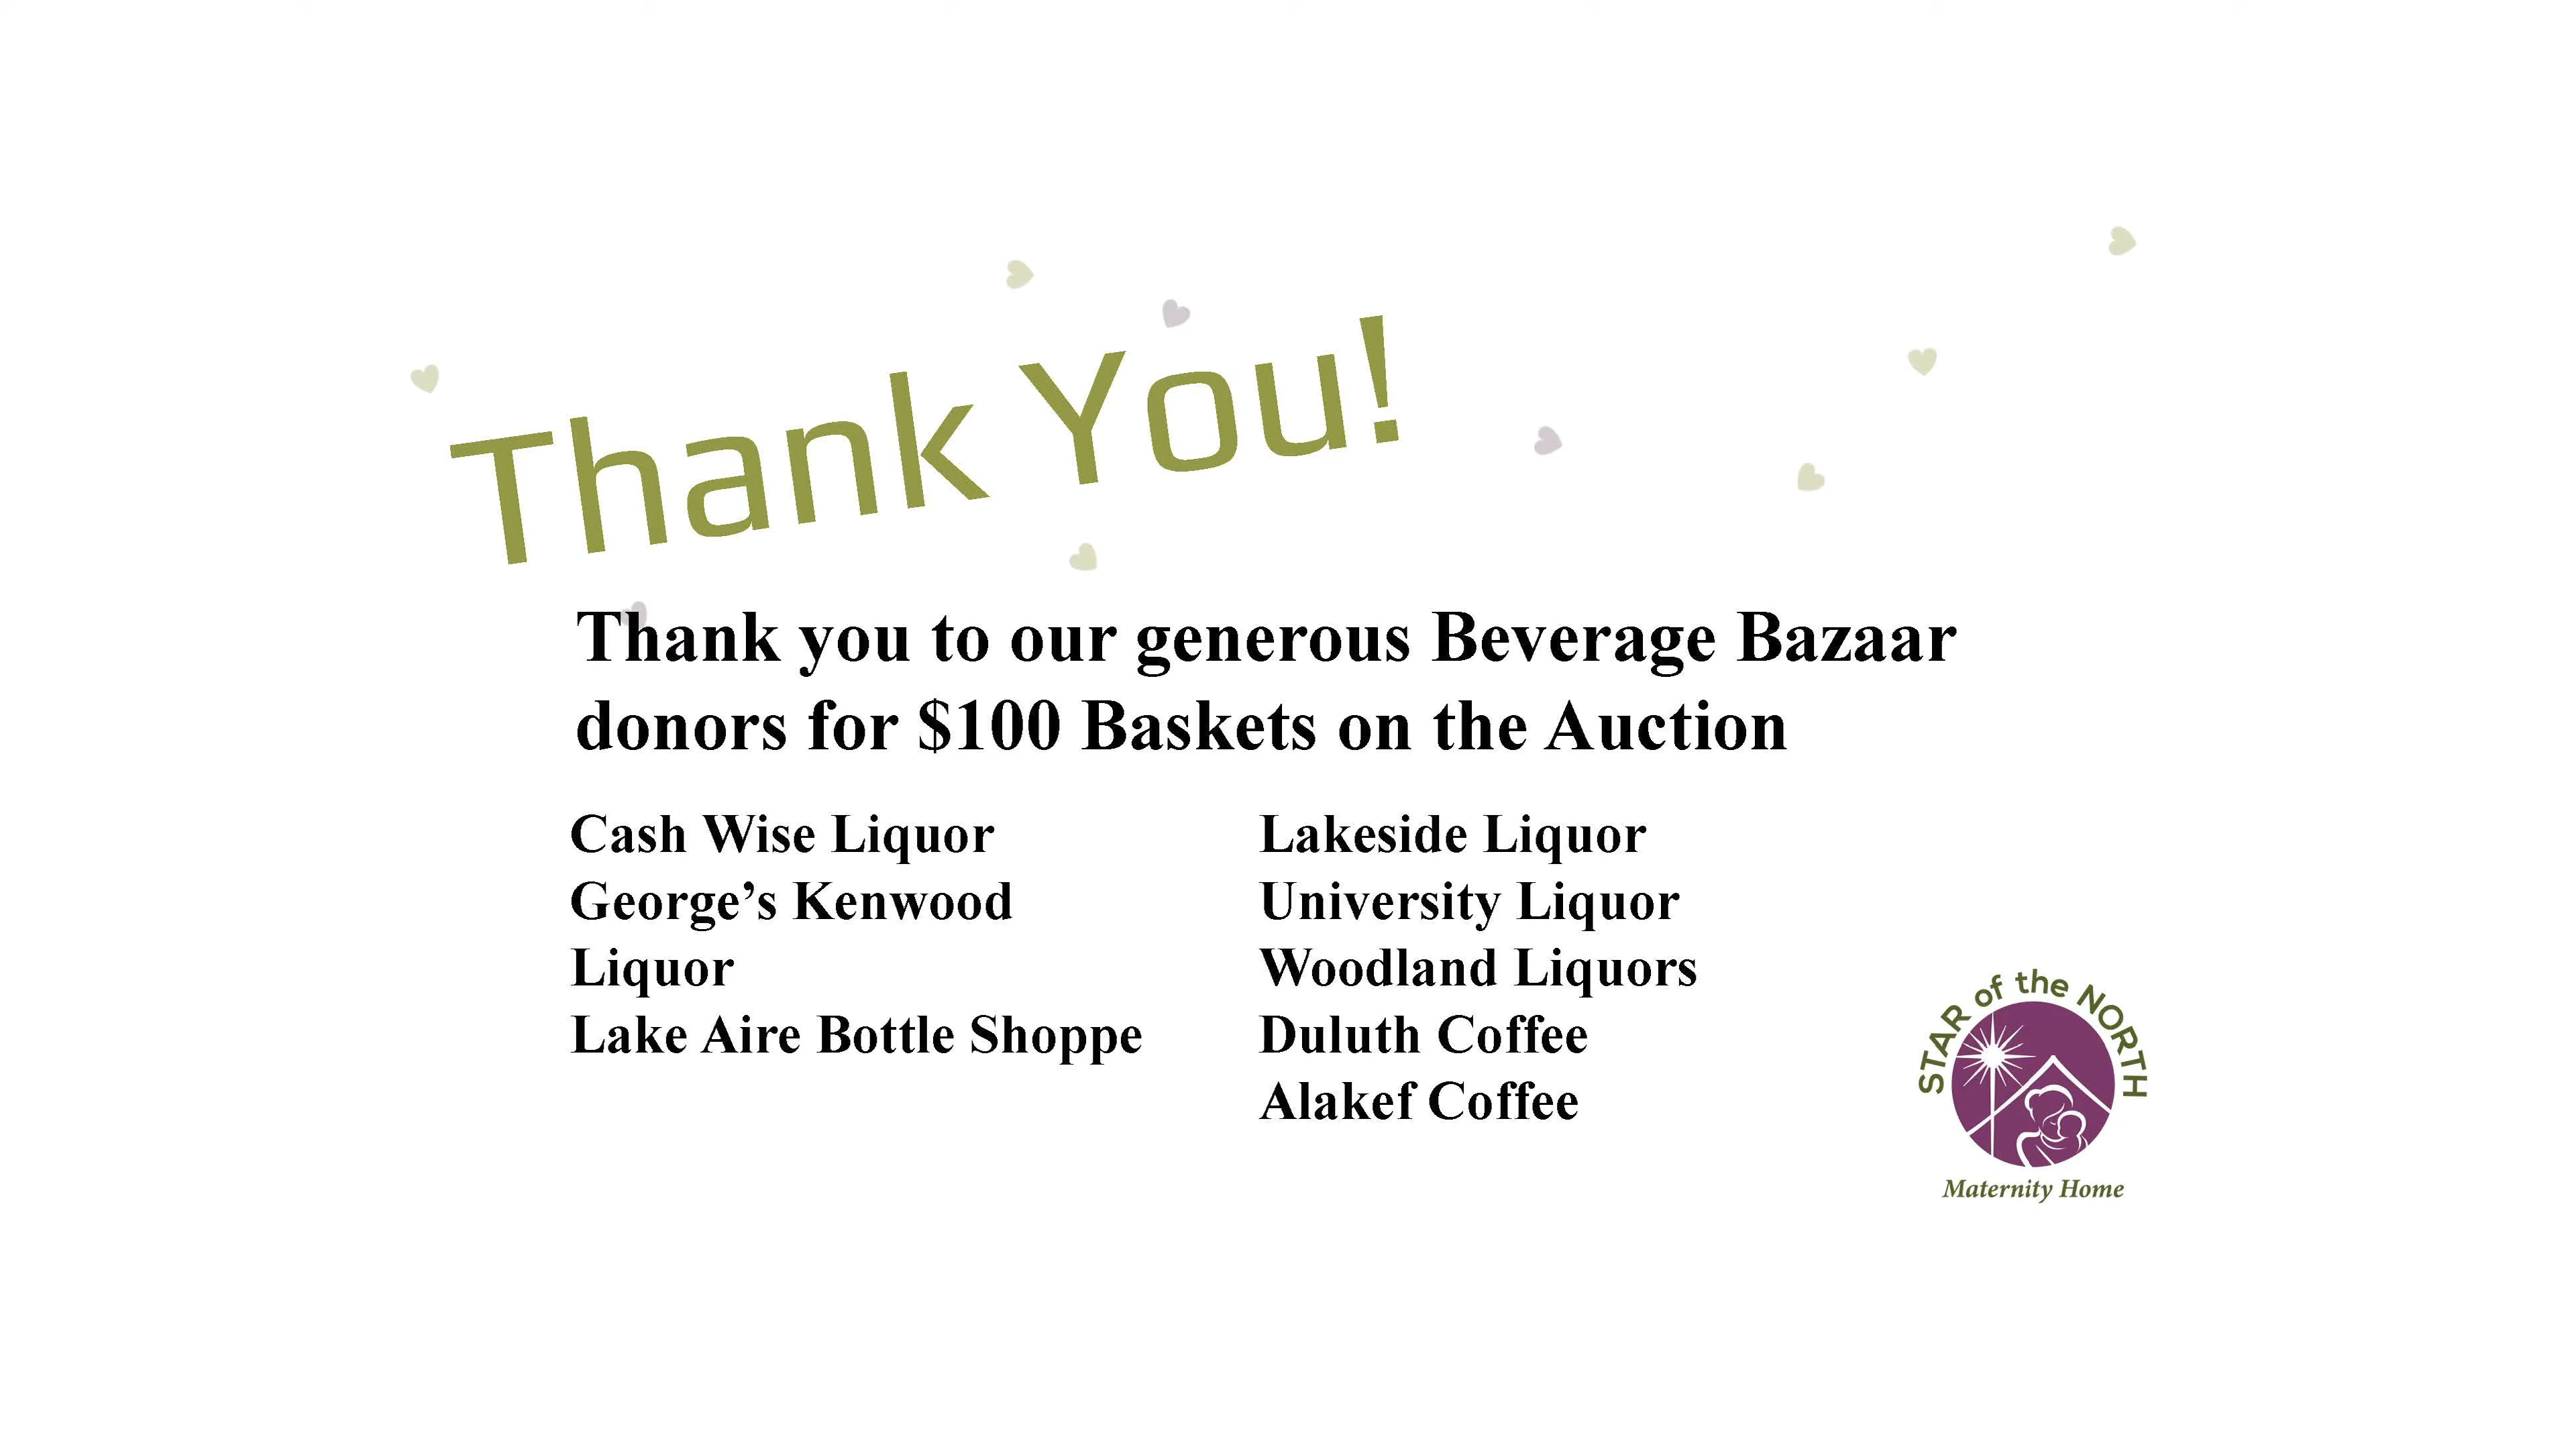 Thank You!
Thank you to our generous Beverage Bazaar
donors for $100 Baskets on the Auction
Cash Wise Liquor
George’s Kenwood
Liquor
Lake Aire Bottle Shoppe
Lakeside Liquor
University Liquor
Woodland Liquors
Duluth Coffee
Alakef Coffee
STAR of the NORTH
Maternity Home